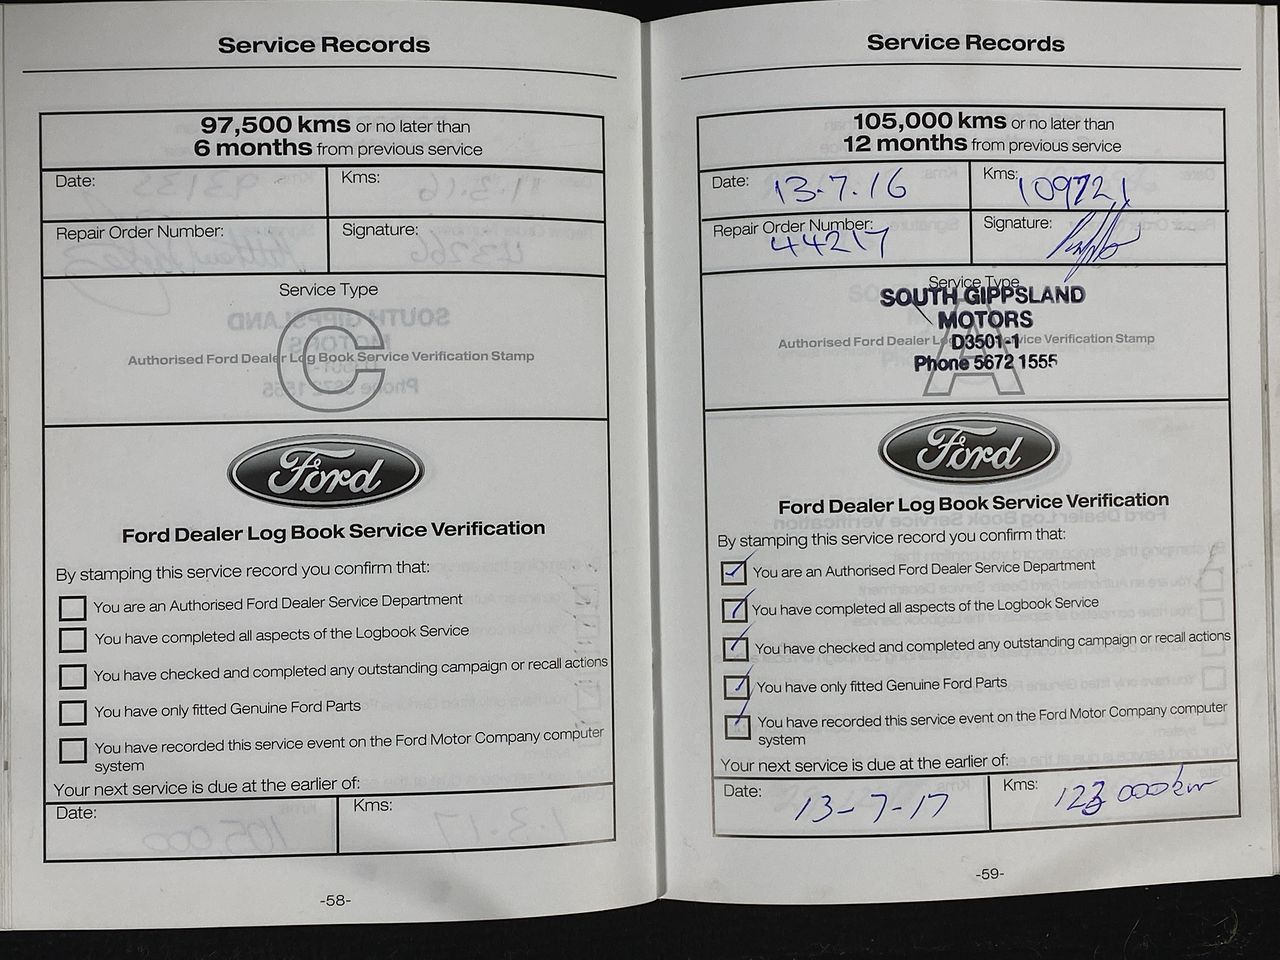 Service Records
97,500 kms or no later than
6 months from previous service
Date:
Kms:
Repair Order Number:
Signature:
Service Type
C
Authorised Ford Dealer Log Book Service Verification Stamp
Ford
Ford Dealer Log Book Service Verification
By stamping this service record you confirm that:
You are an Authorised Ford Dealer Service Department
You have completed all aspects of the Logbook Service
You have checked and completed any outstanding campaign or recall actions
You have only fitted Genuine Ford Parts
You have recorded this service event on the Ford Motor Company computer
system
Your next service is due at the earlier of:
Date:
Kms:
-58-
Service Records
105,000 kms or no later than
12 months from previous service
Date: 13.7.16
Kms: 109721
Repair Order Number:
44217
Signature:
Service Type
SOUTH GIPPSLAND
MOTORS
D3501-1
Phone 5672 1555
A
Authorised Ford Dealer Log Book Service Verification Stamp
Ford
Ford Dealer Log Book Service Verification
By stamping this service record you confirm that:
You are an Authorised Ford Dealer Service Department
You have completed all aspects of the Logbook Service
You have checked and completed any outstanding campaign or recall actions
You have only fitted Genuine Ford Parts
You have recorded this service event on the Ford Motor Company computer
system
Your next service is due at the earlier of:
Date: 13-7-17
Kms:
-59-